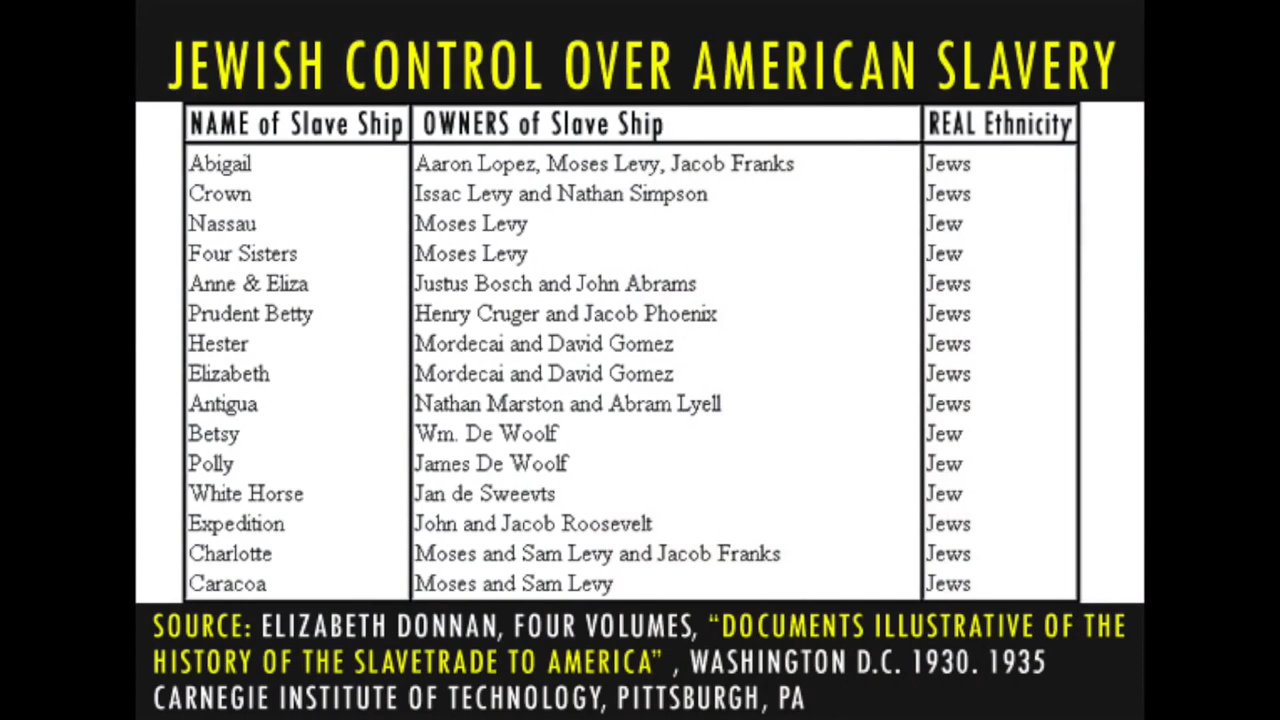 JEWISH CONTROL OVER AMERICAN SLAVERY
NAME of Slave Ship OWNERS of Slave Ship REAL Ethnicity
Abigail Aaron Lopez, Moses Levy, Jacob Franks Jews
Crown Issac Levy and Nathan Simpson Jews
Nassau Moses Levy Jew
Four Sisters Moses Levy Jew
Anne & Eliza Justus Bosch and John Abrams Jews
Prudent Betty Henry Cruger and Jacob Phoenix Jews
Hester Mordecai and David Gomez Jews
Elizabeth Mordecai and David Gomez Jews
Antigua Nathan Marston and Abram Lyell Jews
Betsy Wm. De Woolf Jew
Polly James De Woolf Jew
White Horse Jan de Sweevts Jew
Expedition John and Jacob Roosevelt Jews
Charlotte Moses and Sam Levy and Jacob Franks Jews
Caracoa Moses and Sam Levy Jews
SOURCE: ELIZABETH DONNAN, FOUR VOLUMES, “DOCUMENTS ILLUSTRATIVE OF THE
HISTORY OF THE SLAVETRADE TO AMERICA” , WASHINGTON D.C. 1930. 1935
CARNEGIE INSTITUTE OF TECHNOLOGY, PITTSBURGH, PA